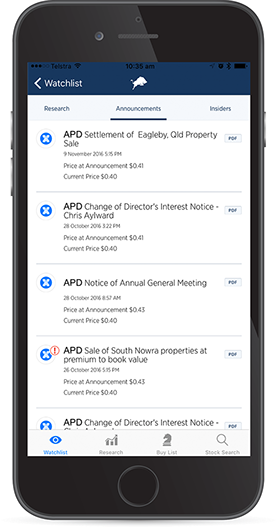 Telstra 10:35 am
Watchlist
Research Announcements Insiders
APD Settlement of Eagleby, Qld Property
Sale
PDF
9 November 2016 5:15 PM
Price at Announcement $0.41
Current Price $0.40
APD Change of Director's Interest Notice -
Chris Aylward
PDF
28 October 2016 3:22 PM
Price at Announcement $0.41
Current Price $0.40
APD Notice of Annual General Meeting
PDF
28 October 2016 8:57 AM
Price at Announcement $0.43
Current Price $0.40
APD Sale of South Nowra properties at
premium to book value
PDF
26 October 2016 5:15 PM
Price at Announcement $0.43
Current Price $0.40
APD Change of Director's Interest Notice -
PDF
Watchlist Research Buy List Stock Search